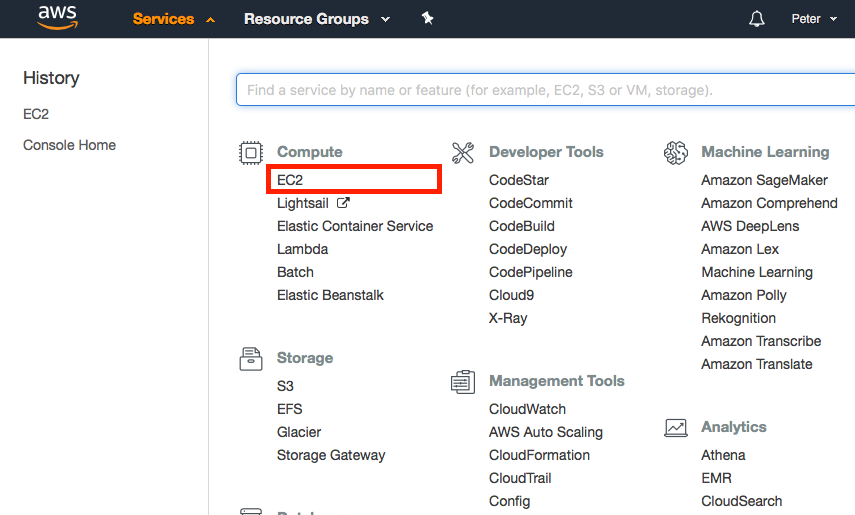 aws
Services
Resource Groups
Peter
History
EC2
Console Home
Find a service by name or feature (for example, EC2, S3 or VM, storage).
Compute
EC2
Lightsail
Elastic Container Service
Lambda
Batch
Elastic Beanstalk
Storage
S3
EFS
Glacier
Storage Gateway
Developer Tools
CodeStar
CodeCommit
CodeBuild
CodeDeploy
CodePipeline
Cloud9
X-Ray
Management Tools
CloudWatch
AWS Auto Scaling
CloudFormation
CloudTrail
Config
Machine Learning
Amazon SageMaker
Amazon Comprehend
AWS DeepLens
Amazon Lex
Machine Learning
Amazon Polly
Rekognition
Amazon Transcribe
Amazon Translate
Analytics
Athena
EMR
CloudSearch